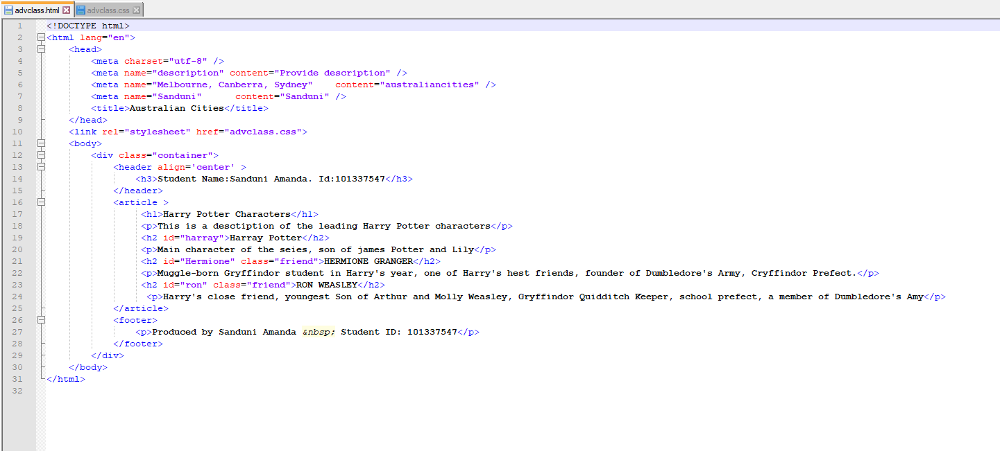 advclass.html advclass.css
1 <!DOCTYPE html>
2 <html lang="en">
3 <head>
4 <meta charset="utf-8" />
5 <meta name="description" content="Provide description" />
6 <meta name="Melbourne, Canberra, Sydney" content="australiancities" />
7 <meta name="Sanduni" content="Sanduni" />
8 <title>Australian Cities</title>
9 </head>
10 <link rel="stylesheet" href="advclass.css">
11 <body>
12 <div class="container">
13 <header align='center' >
14 <h3>Student Name:Sanduni Amanda. Id:101337547</h3>
15 </header>
16 <article >
17 <h1>Harry Potter Characters</h1>
18 <p>This is a desctiption of the leading Harry Potter characters</p>
19 <h2 id="harray">Harray Potter</h2>
20 <p>Main character of the seies, son of james Potter and Lily</p>
21 <h2 id="Hermione" class="friend">HERMIONE GRANGER</h2>
22 <p>Muggle-born Gryffindor student in Harry's year, one of Harry's hest friends, founder of Dumbledore's Army, Cryffindor Prefect.</p>
23 <h2 id="ron" class="friend">RON WEASLEY</h2>
24 <p>Harry's close friend, youngest Son of Arthur and Molly Weasley, Gryffindor Quidditch Keeper, school prefect, a member of Dumbledore's Amy</p>
25 </article>
26 <footer>
27 <p>Produced by Sanduni Amanda &nbsp; Student ID: 101337547</p>
28 </footer>
29 </div>
30 </body>
31 </html>
32